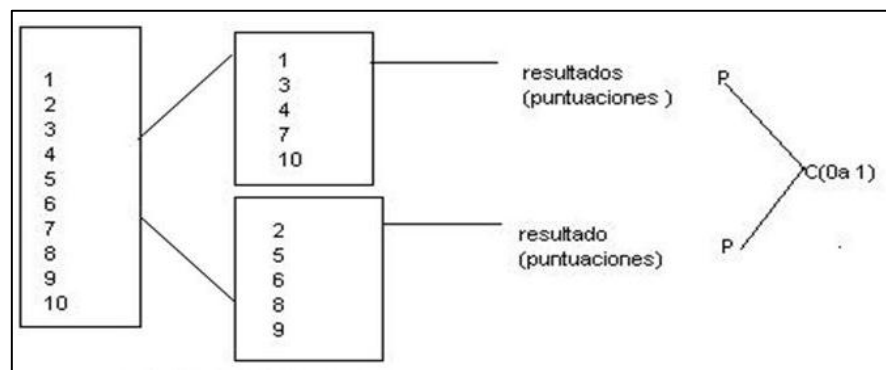 1
2
3
4
5
6
7
8
9
10
1
3
4
7
10
2
5
6
8
9
resultados
(puntuaciones )
resultado
(puntuaciones)
P
P
C(0a 1)